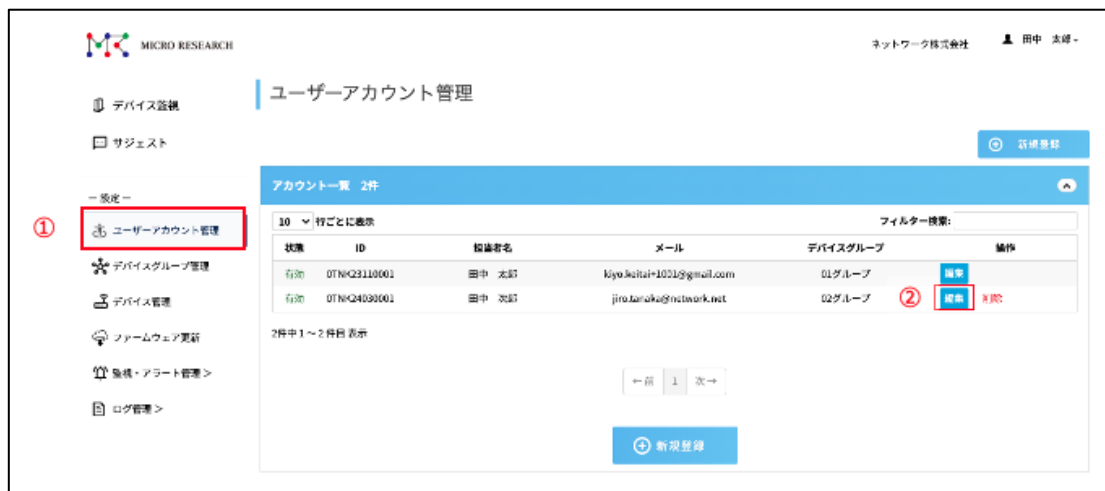 MICRO RESEARCH
ネットワーク株式会社
田中 太郎
デバイス監視
サジェスト
ー 設定 ー
①
ユーザーアカウント管理
デバイスグループ管理
デバイス管理
ファームウェア更新
監視・アラート管理 >
ログ管理 >
ユーザーアカウント管理
新規登録
アカウント一覧 2件
10 行ごとに表示
フィルター検索:
状態 ID 担当者名 メール デバイスグループ 操作
有効 0TNK23110001 田中 太郎 kiyo.keitai+1001@gmail.com 01グループ 編集
有効 0TNK24030001 田中 次郎 jiro.tanaka@network.net 02グループ ② 編集 削除
2件中 1 ~ 2 件目 表示
←前 1 次→
新規登録